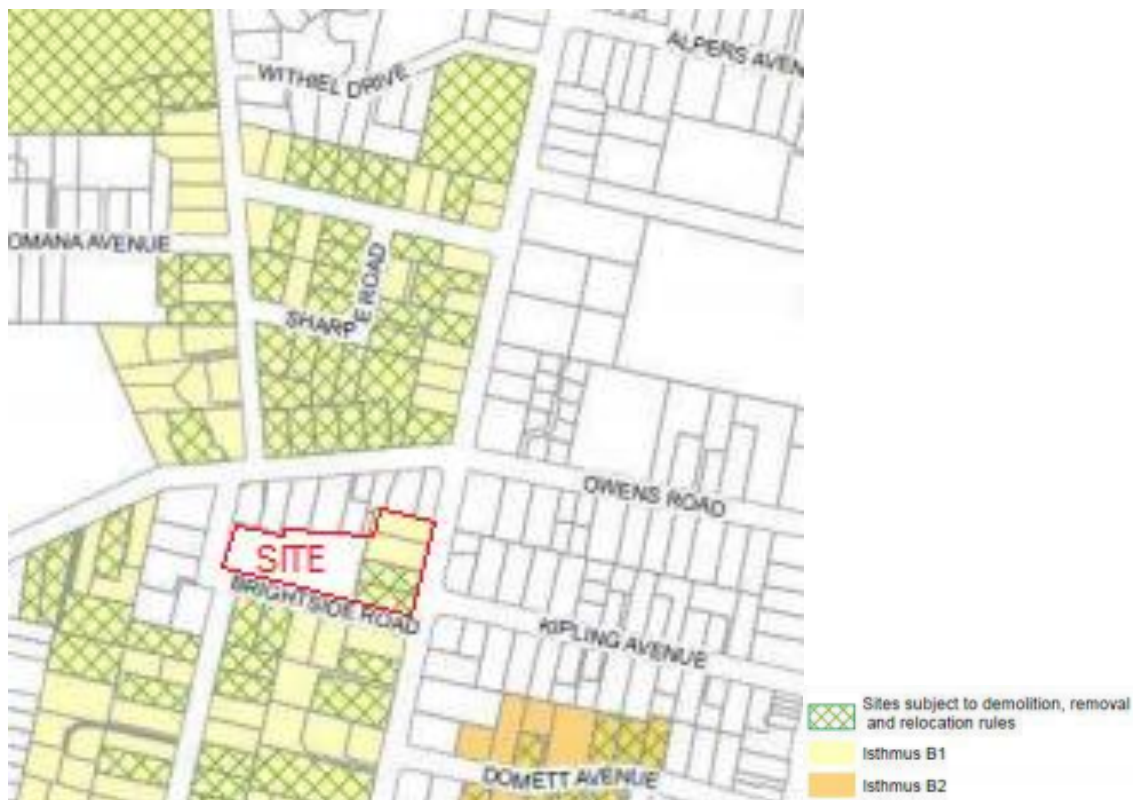 ALPERS AVEN
WITHIEL DRIVE
OMANA AVENUE
SHARPE ROAD
OWENS ROAD
SITE
BRIGHTSIDE ROAD
KIPLING AVENUE
DOMETT AVENUE
Sites subject to demolition, removal
and relocation rules
Isthmus B1
Isthmus B2